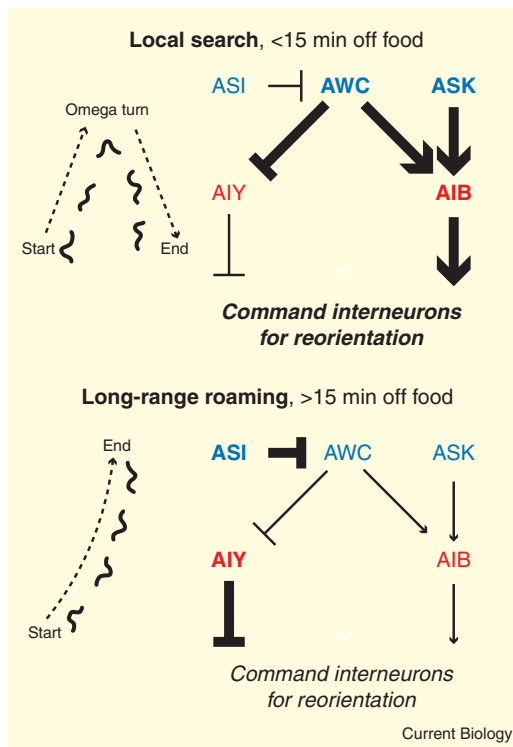 Local search, <15 min off food
ASI AWC ASK
Omega turn
AIY AIB
Start End
Command interneurons
for reorientation
Long-range roaming, >15 min off food
End
ASI AWC ASK
AIY AIB
Start
Command interneurons
for reorientation
Current Biology